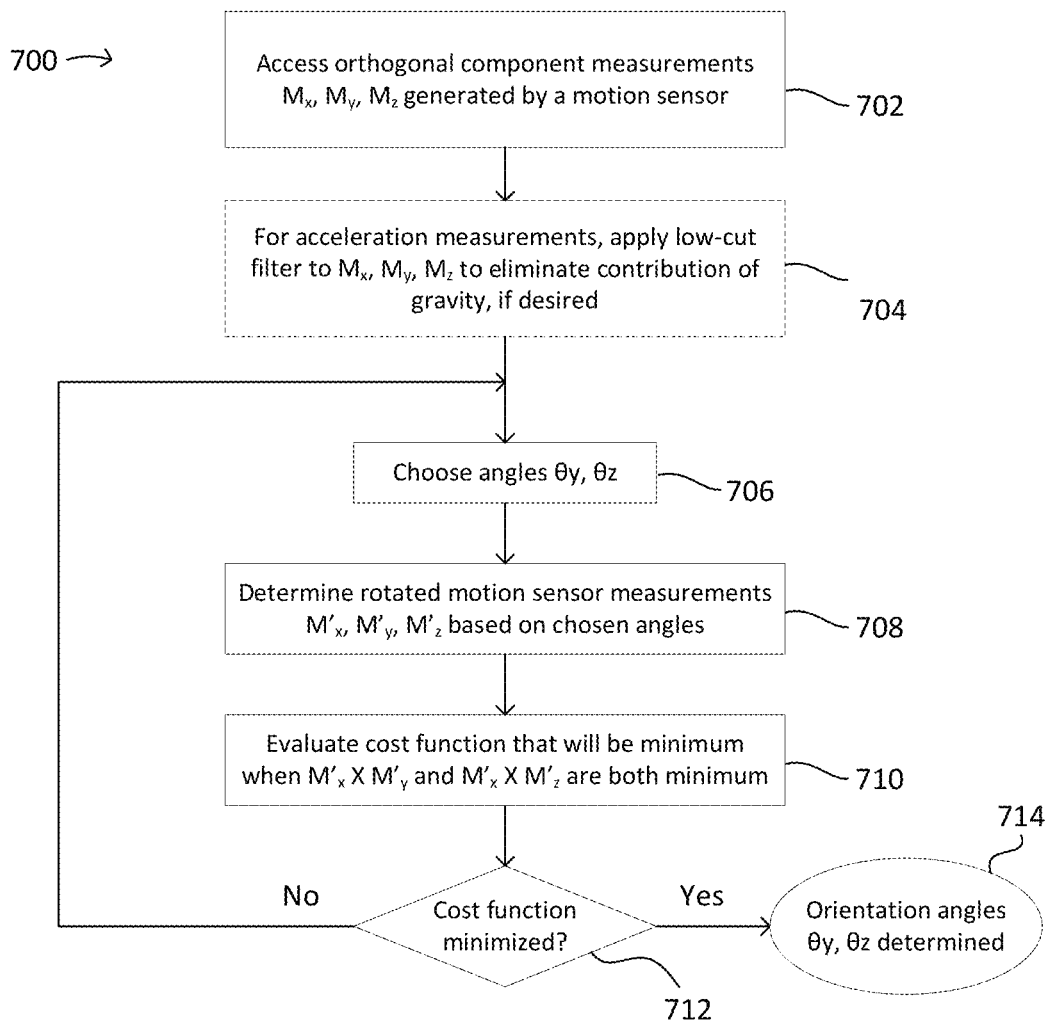 700
Access orthogonal component measurements
Mx, My, Mz generated by a motion sensor
702
For acceleration measurements, apply low-cut
filter to Mx, My, Mz to eliminate contribution of
gravity, if desired
704
Choose angles θy, θz
706
Determine rotated motion sensor measurements
M'x, M'y, M'z based on chosen angles
708
Evaluate cost function that will be minimum
when M'x X M'y and M'x X M'z are both minimum
710
714
No
Cost function
minimized?
Yes
Orientation angles
θy, θz determined
712